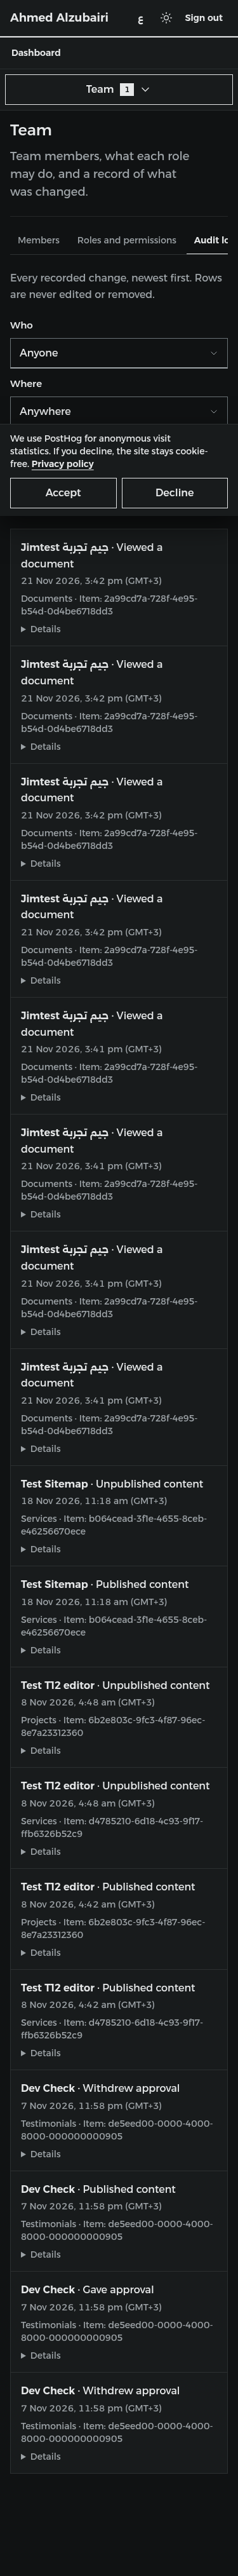 Ahmed Alzubairi
ع
Sign out
Dashboard
Team 1
Team
Team members, what each role
may do, and a record of what
was changed.
Members Roles and permissions Audit lo
Every recorded change, newest first. Rows
are never edited or removed.
Who
Anyone
Where
Anywhere
We use PostHog for anonymous visit
statistics. If you decline, the site stays cookie-
free. Privacy policy
Accept Decline
Jimtest جيم تجربة · Viewed a
document
21 Nov 2026, 3:42 pm (GMT+3)
Documents · Item: 2a99cd7a-728f-4e95-
b54d-0d4be6718dd3
Details
Jimtest جيم تجربة · Viewed a
document
21 Nov 2026, 3:42 pm (GMT+3)
Documents · Item: 2a99cd7a-728f-4e95-
b54d-0d4be6718dd3
Details
Jimtest جيم تجربة · Viewed a
document
21 Nov 2026, 3:42 pm (GMT+3)
Documents · Item: 2a99cd7a-728f-4e95-
b54d-0d4be6718dd3
Details
Jimtest جيم تجربة · Viewed a
document
21 Nov 2026, 3:42 pm (GMT+3)
Documents · Item: 2a99cd7a-728f-4e95-
b54d-0d4be6718dd3
Details
Jimtest جيم تجربة · Viewed a
document
21 Nov 2026, 3:41 pm (GMT+3)
Documents · Item: 2a99cd7a-728f-4e95-
b54d-0d4be6718dd3
Details
Jimtest جيم تجربة · Viewed a
document
21 Nov 2026, 3:41 pm (GMT+3)
Documents · Item: 2a99cd7a-728f-4e95-
b54d-0d4be6718dd3
Details
Jimtest جيم تجربة · Viewed a
document
21 Nov 2026, 3:41 pm (GMT+3)
Documents · Item: 2a99cd7a-728f-4e95-
b54d-0d4be6718dd3
Details
Jimtest جيم تجربة · Viewed a
document
21 Nov 2026, 3:41 pm (GMT+3)
Documents · Item: 2a99cd7a-728f-4e95-
b54d-0d4be6718dd3
Details
Test Sitemap · Unpublished content
18 Nov 2026, 11:18 am (GMT+3)
Services · Item: b064cead-3f1e-4655-8ceb-
e46256670ece
Details
Test Sitemap · Published content
18 Nov 2026, 11:18 am (GMT+3)
Services · Item: b064cead-3f1e-4655-8ceb-
e46256670ece
Details
Test T12 editor · Unpublished content
8 Nov 2026, 4:48 am (GMT+3)
Projects · Item: 6b2e803c-9fc3-4f87-96ec-
8e7a23312360
Details
Test T12 editor · Unpublished content
8 Nov 2026, 4:48 am (GMT+3)
Services · Item: d4785210-6d18-4c93-9f17-
ffb6326b52c9
Details
Test T12 editor · Published content
8 Nov 2026, 4:42 am (GMT+3)
Projects · Item: 6b2e803c-9fc3-4f87-96ec-
8e7a23312360
Details
Test T12 editor · Published content
8 Nov 2026, 4:42 am (GMT+3)
Services · Item: d4785210-6d18-4c93-9f17-
ffb6326b52c9
Details
Dev Check · Withdrew approval
7 Nov 2026, 11:58 pm (GMT+3)
Testimonials · Item: de5eed00-0000-4000-
8000-000000000905
Details
Dev Check · Published content
7 Nov 2026, 11:58 pm (GMT+3)
Testimonials · Item: de5eed00-0000-4000-
8000-000000000905
Details
Dev Check · Gave approval
7 Nov 2026, 11:58 pm (GMT+3)
Testimonials · Item: de5eed00-0000-4000-
8000-000000000905
Details
Dev Check · Withdrew approval
7 Nov 2026, 11:58 pm (GMT+3)
Testimonials · Item: de5eed00-0000-4000-
8000-000000000905
Details